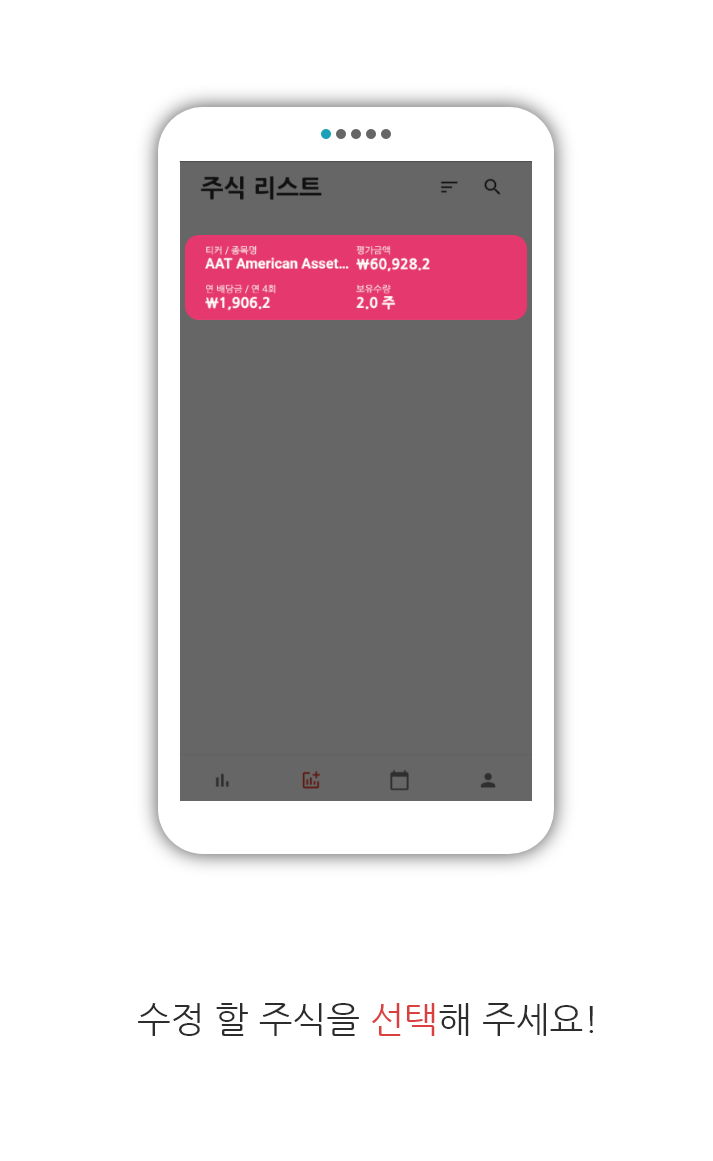 주식 리스트
티커 / 종목명 평가금액
AAT American Asset... ₩60,928.2
연 배당금 / 연 4회 보유수량
₩1,906.2 2.0 주
수정 할 주식을 선택해 주세요!